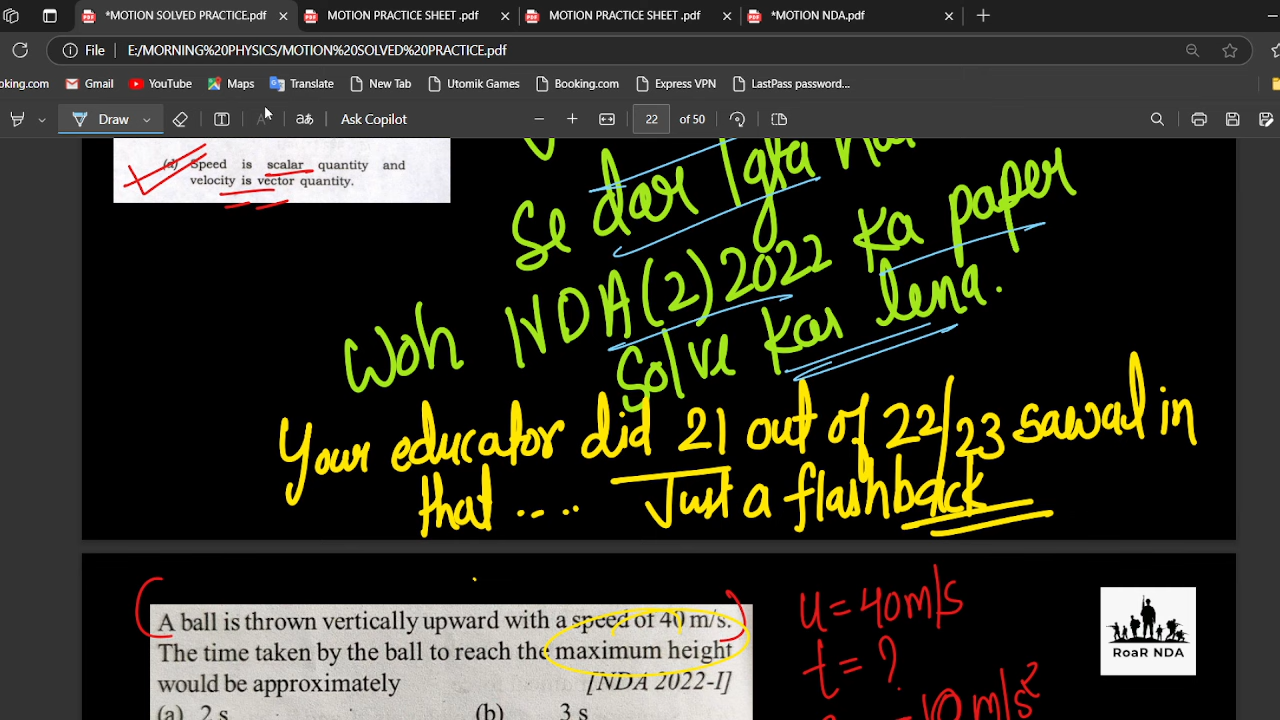 *MOTION SOLVED PRACTICE.pdf
MOTION PRACTICE SHEET .pdf
MOTION PRACTICE SHEET .pdf
*MOTION NDA.pdf
File
E:/MORNING%20PHYSICS/MOTION%20SOLVED%20PRACTICE.pdf
oking.com
Gmail
YouTube
Maps
Translate
New Tab
Utomik Games
Booking.com
Express VPN
LastPass password...
Draw
aあ
Ask Copilot
22
of 50
(d) Speed is scalar quantity and
velocity is vector quantity.
Se dar lgta hai
Woh NDA(2)2022 ka paper
Solve kar lena.
Your educator did 21 out of 22/23 sawal in
that .... Just a flashback
A ball is thrown vertically upward with a speed of 40 m/s.
The time taken by the ball to reach the maximum height
would be approximately [NDA 2022-I]
(a) 2 s (b) 3 s
u=40m/s
t=?
-10m/s²
RoaR NDA